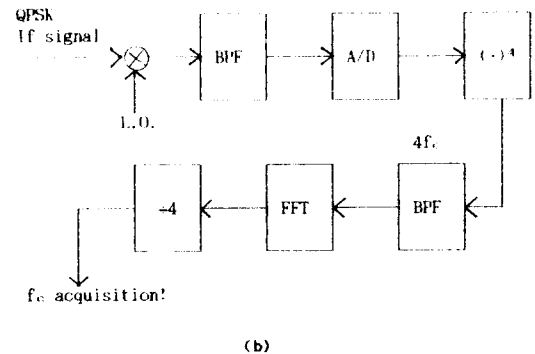 QPSK
If signal
BPF
A/D
(·)⁴
L.O.
4fc
÷4
FFT
BPF
fc acquisition!
(b)